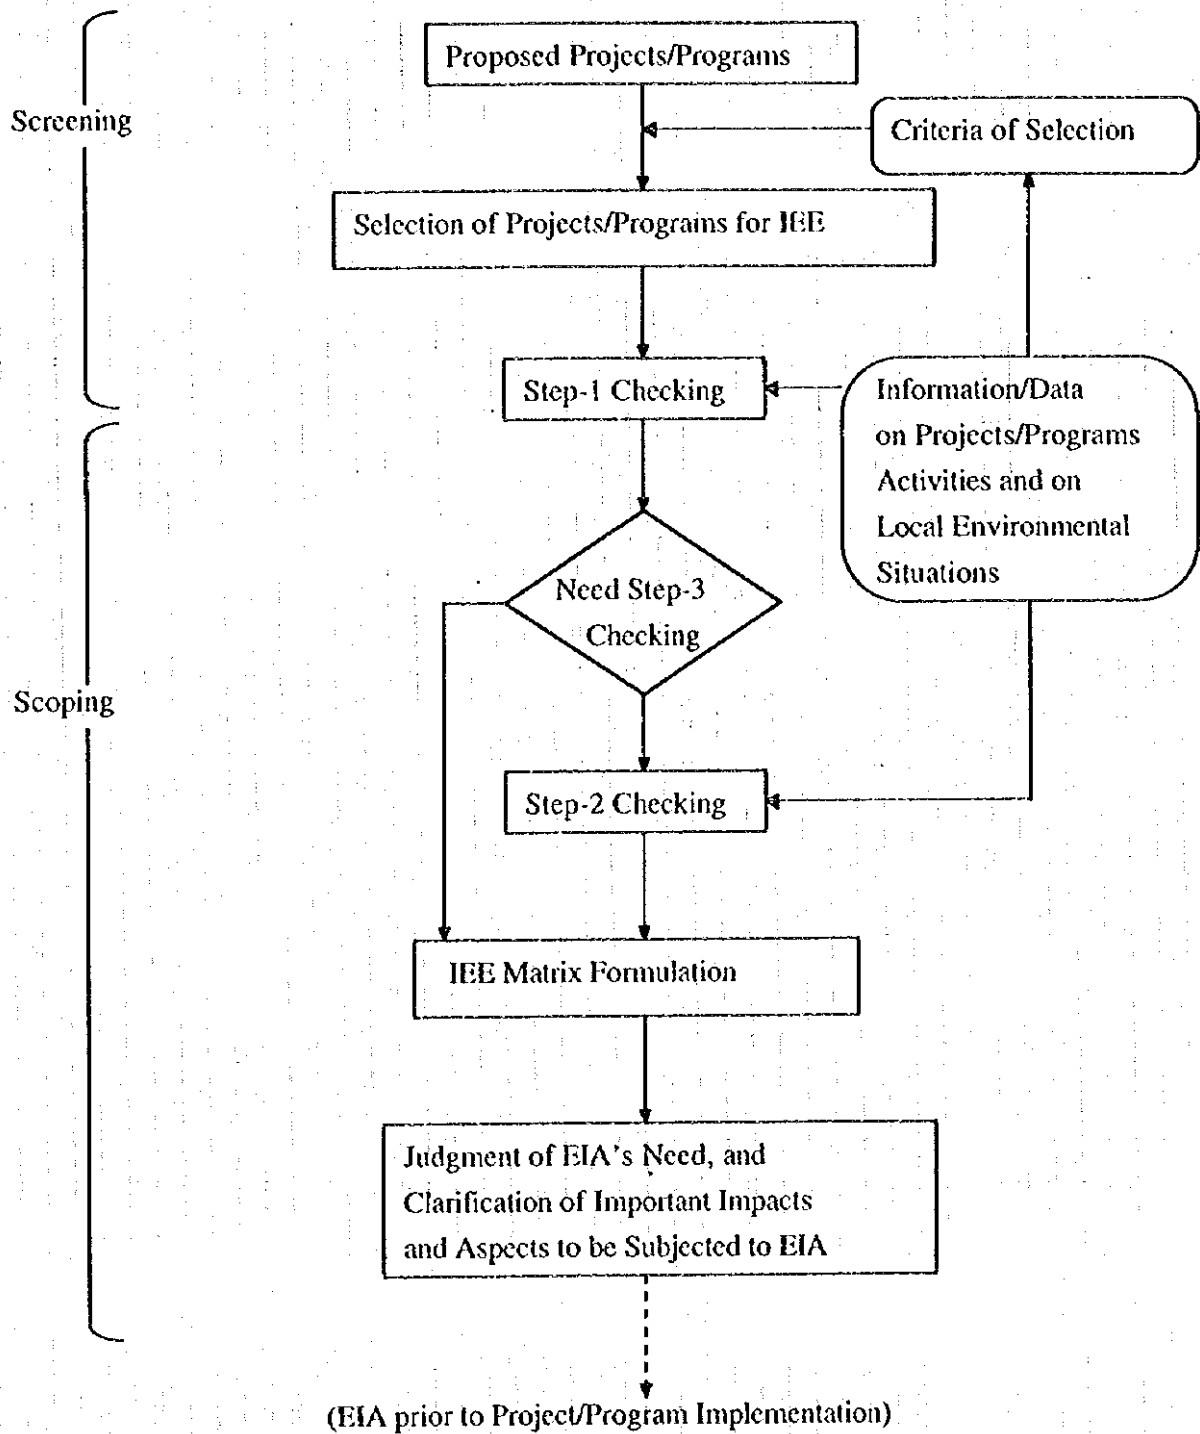 Proposed Projects/Programs
Screening
Criteria of Selection
Selection of Projects/Programs for IEE
Step-1 Checking
Information/Data
on Projects/Programs
Activities and on
Local Environmental
Situations
Need Step-3
Checking
Scoping
Step-2 Checking
IEE Matrix Formulation
Judgment of EIA's Need, and
Clarification of Important Impacts
and Aspects to be Subjected to EIA
(EIA prior to Project/Program Implementation)